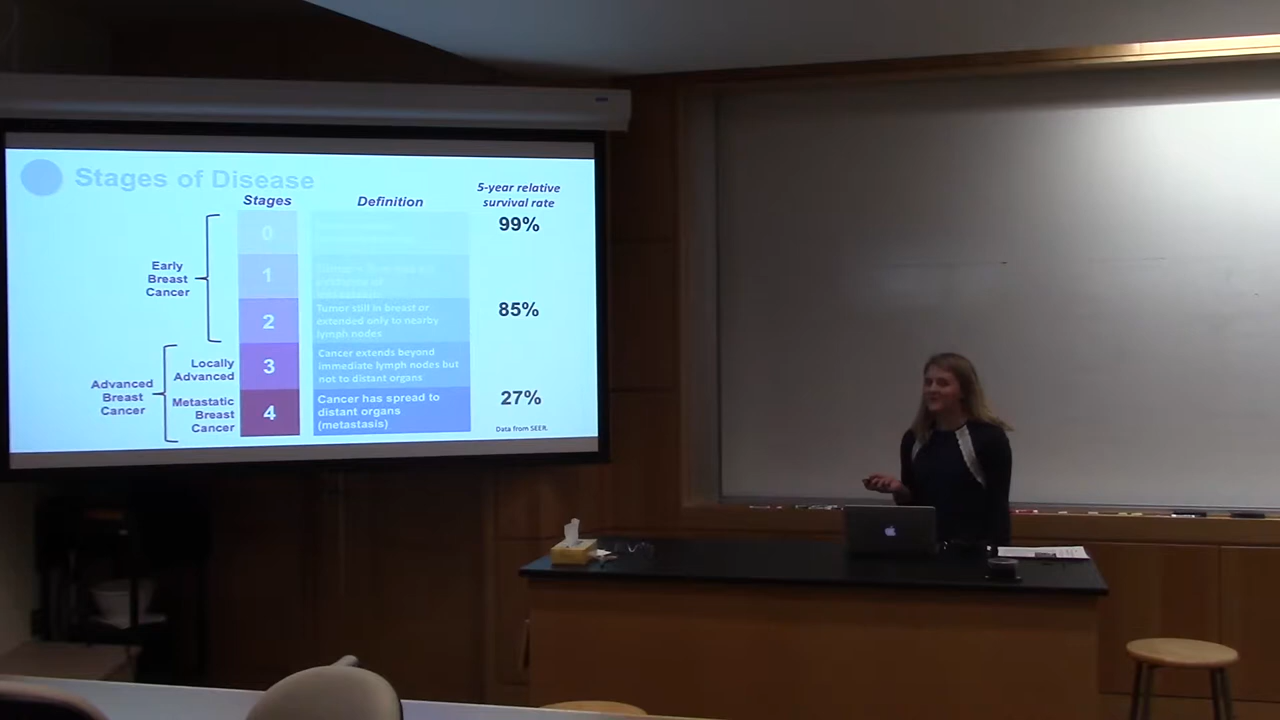 Stages of Disease
Stages
Definition
5-year relative
survival rate
0
99%
Early
Breast
Cancer
1
2
Tumor still in breast or
extended only to nearby
lymph nodes
85%
Advanced
Breast
Cancer
Locally
Advanced
3
Cancer extends beyond
immediate lymph nodes but
not to distant organs
Metastatic
Breast
Cancer
4
Cancer has spread to
distant organs
(metastasis)
27%
Data from SEER.